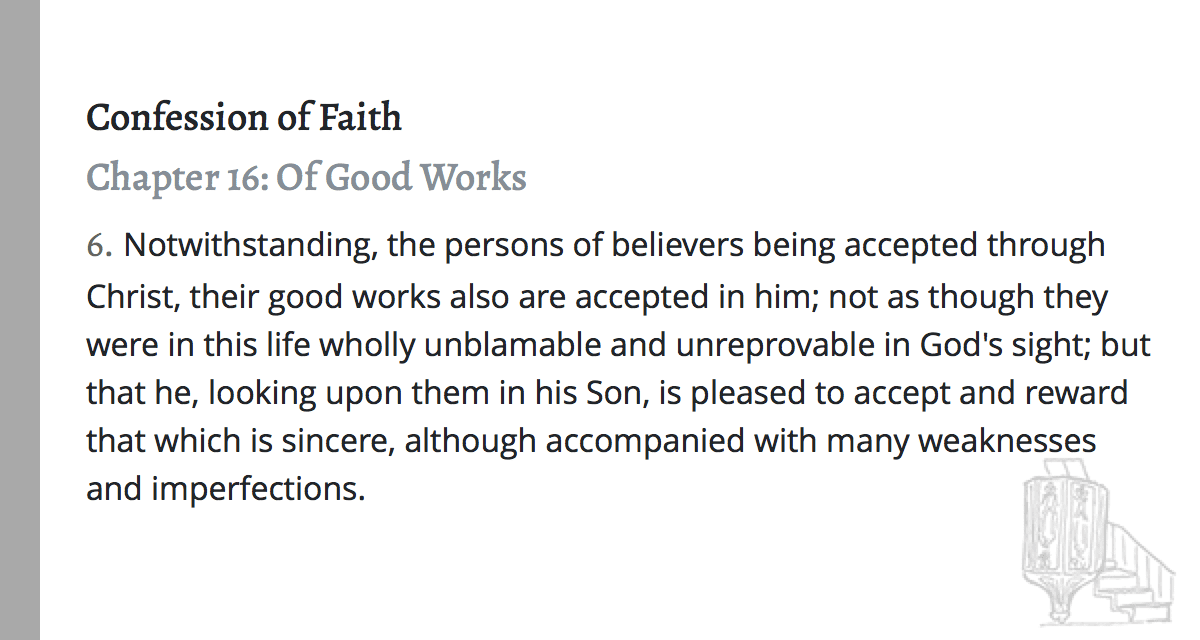 Confession of Faith
Chapter 16: Of Good Works
6. Notwithstanding, the persons of believers being accepted through
Christ, their good works also are accepted in him; not as though they
were in this life wholly unblamable and unreprovable in God's sight; but
that he, looking upon them in his Son, is pleased to accept and reward
that which is sincere, although accompanied with many weaknesses
and imperfections.